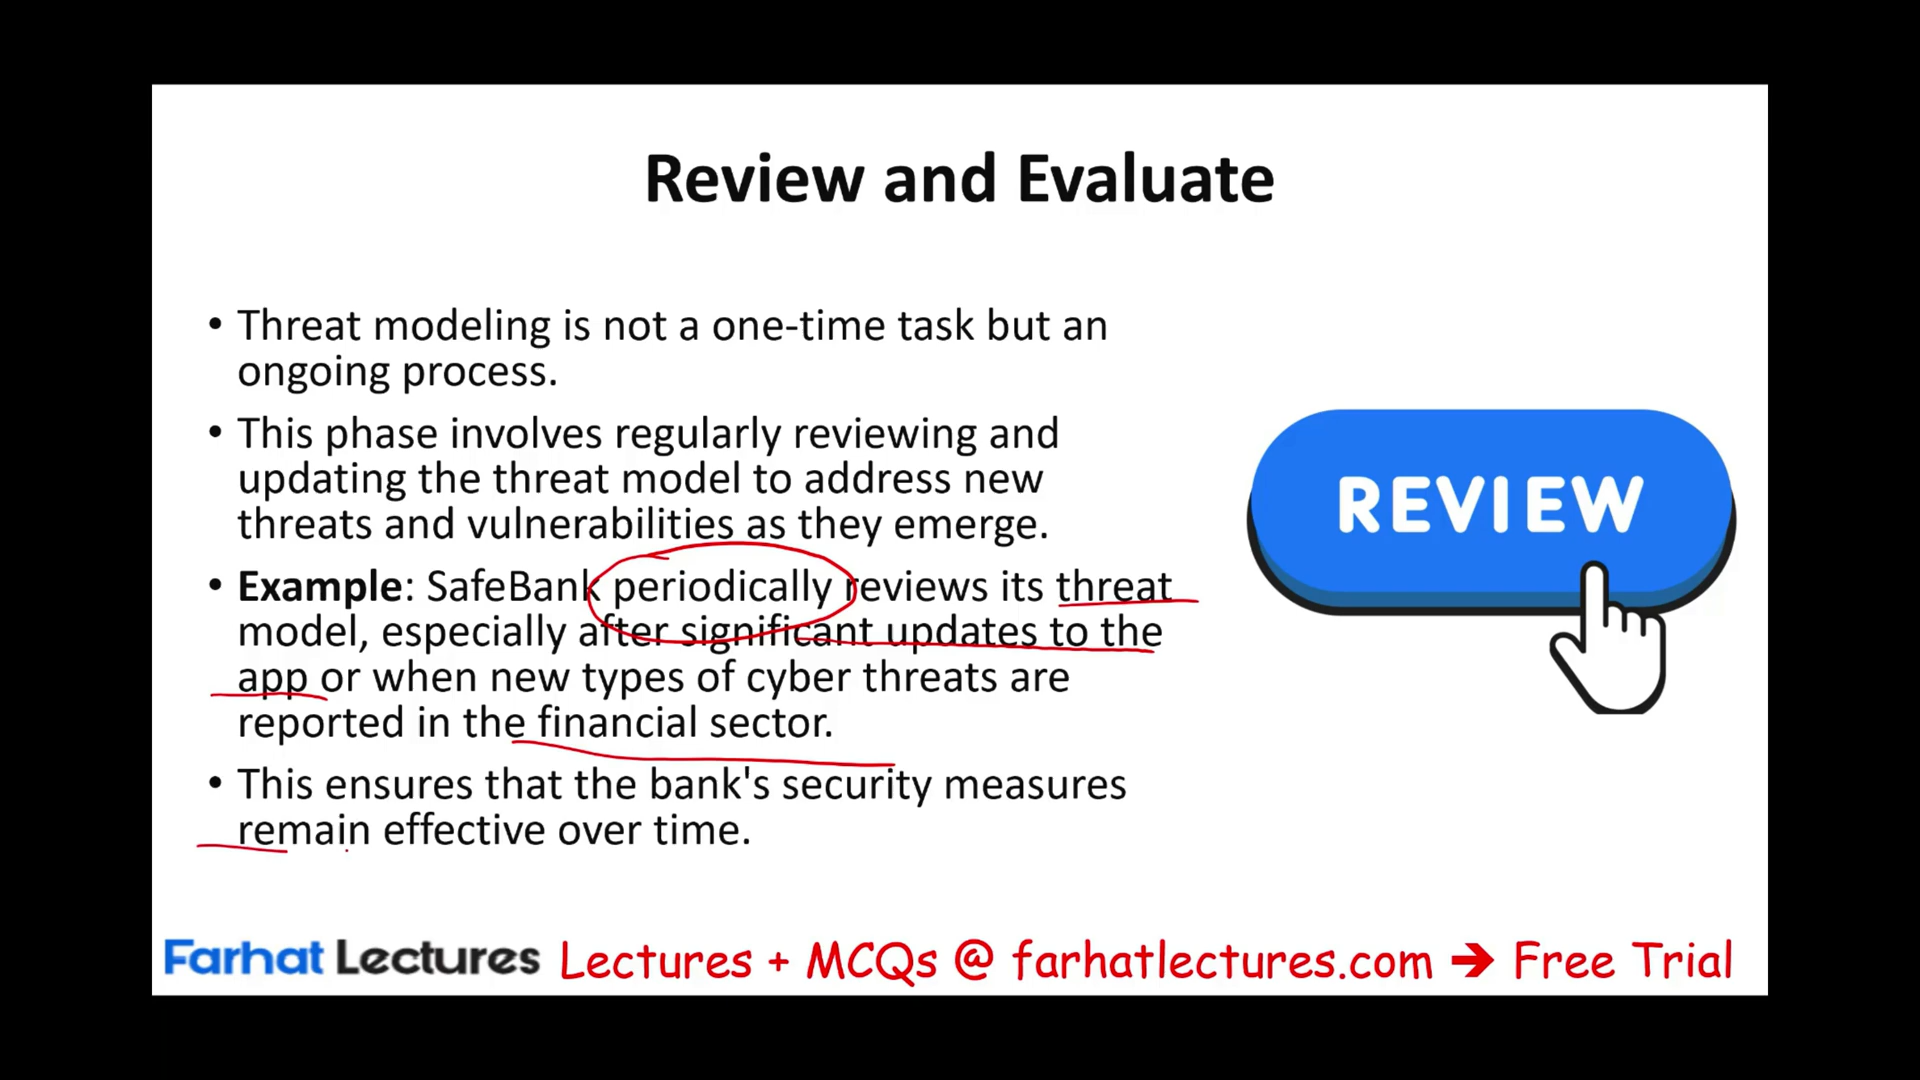 Review and Evaluate
• Threat modeling is not a one-time task but an
ongoing process.
• This phase involves regularly reviewing and
updating the threat model to address new
threats and vulnerabilities as they emerge.
• Example: SafeBank periodically reviews its threat
model, especially after significant updates to the
app or when new types of cyber threats are
reported in the financial sector.
• This ensures that the bank's security measures
remain effective over time.
REVIEW
Farhat Lectures Lectures + MCQs @ farhatlectures.com ➔ Free Trial